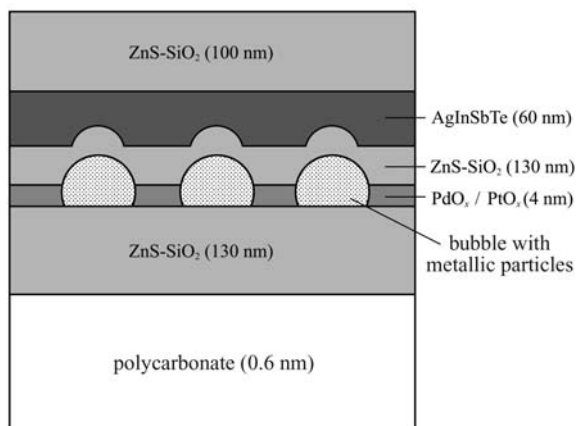 ZnS-SiO₂ (100 nm)
AgInSbTe (60 nm)
ZnS-SiO₂ (130 nm)
PdOₓ / PtOₓ (4 nm)
bubble with
metallic particles
ZnS-SiO₂ (130 nm)
polycarbonate (0.6 nm)